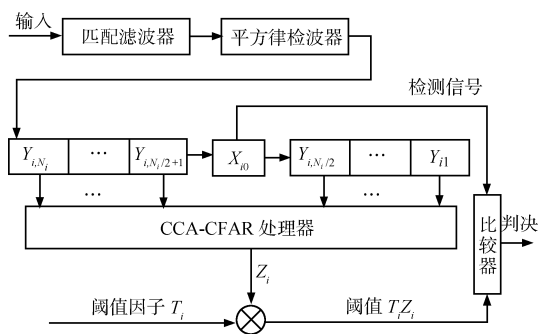 输入
匹配滤波器
平方律检波器
检测信号
Y_{i,N_i} … Y_{i,N_i/2+1} X_{i0} Y_{i,N_i/2} … Y_{i1}
… …
CCA-CFAR 处理器
比较器
判决
Z_i
阈值因子 T_i
阈值 T_iZ_i